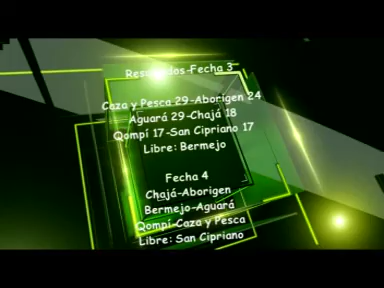 Resultados-Fecha 3
Caza y Pesca 29-Aborigen 24
Aguará 29-Chajá 18
Qompí 17-San Cipriano 17
Libre: Bermejo
Fecha 4
Chajá-Aborigen
Bermejo-Aguará
Qompí-Caza y Pesca
Libre: San Cipriano